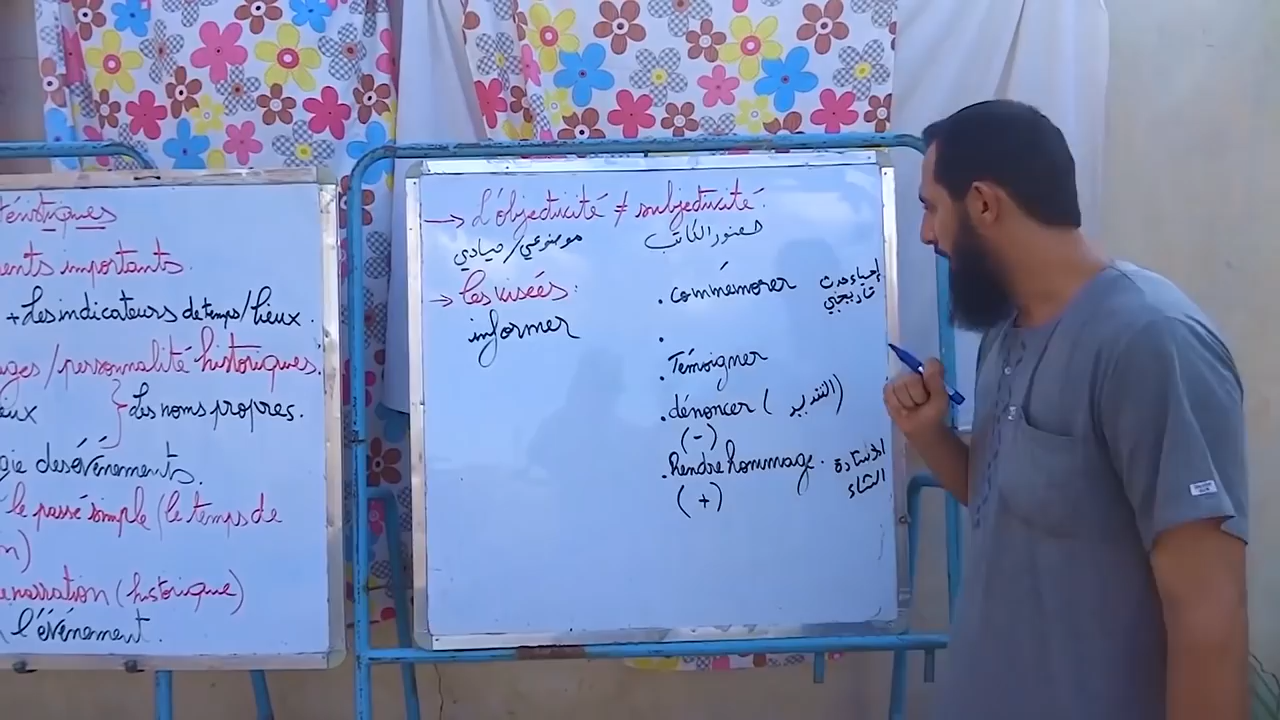 téristiques
ents importants.
+ Les indicateurs de temps/lieux.
ages/personnalité historiques.
eux } Les noms propres.
gie des événements.
le passé simple (le temps de
n)
narration (historique)
l'événement.
→ L'objectivité ≠ subjectivité.
موضوعي/حيادي حضور الكاتب
→ Les visées:
informer
. commémorer إحياء حدث
تاريخي
.
. Témoigner
. dénoncer (التنديد)
(-)
. Rendre hommage. الإشادة
(+) الثناء